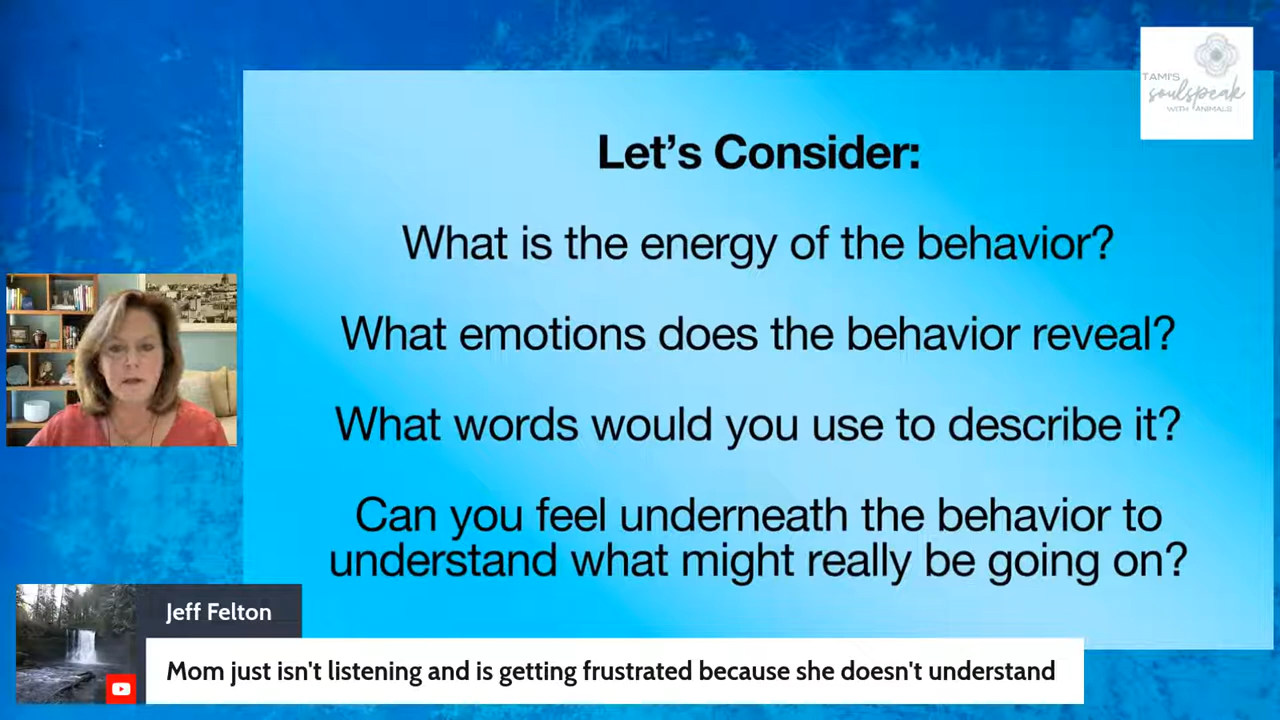 TAMI'S
soulspeak
WITH ANIMALS
Let's Consider:
What is the energy of the behavior?
What emotions does the behavior reveal?
What words would you use to describe it?
Can you feel underneath the behavior to
understand what might really be going on?
Jeff Felton
Mom just isn't listening and is getting frustrated because she doesn't understand